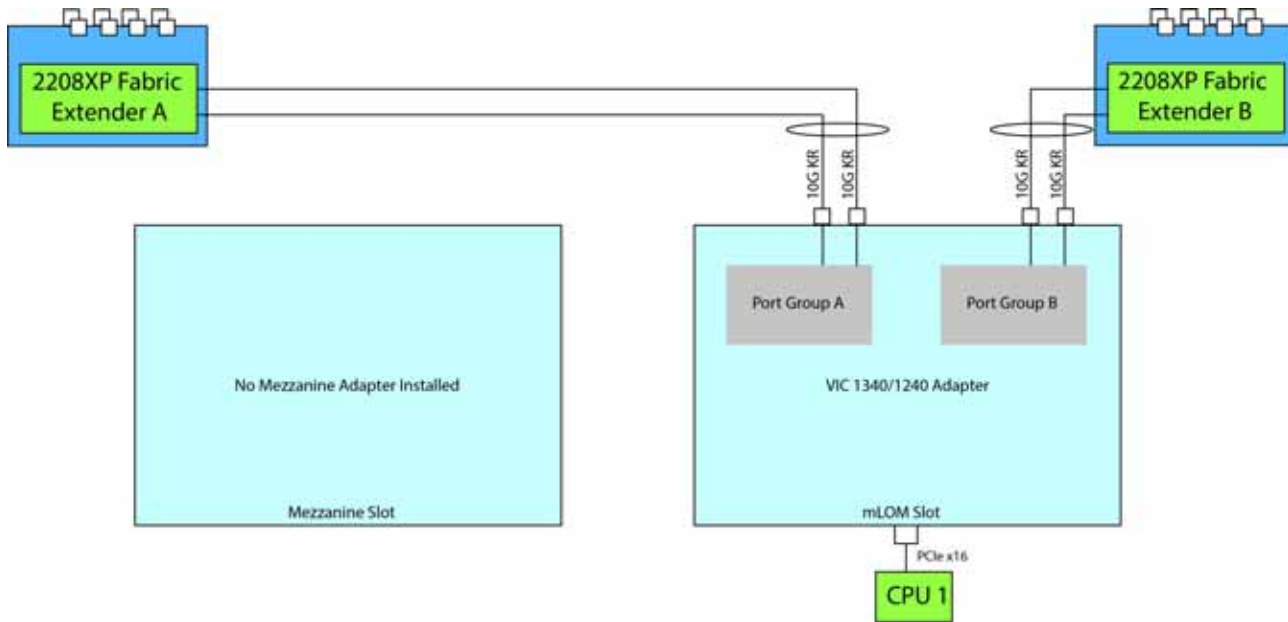 2208XP Fabric
Extender A
2208XP Fabric
Extender B
10G KR
10G KR
10G KR
10G KR
Port Group A
Port Group B
No Mezzanine Adapter Installed
VIC 1340/1240 Adapter
Mezzanine Slot
mLOM Slot
PCIe x16
CPU 1